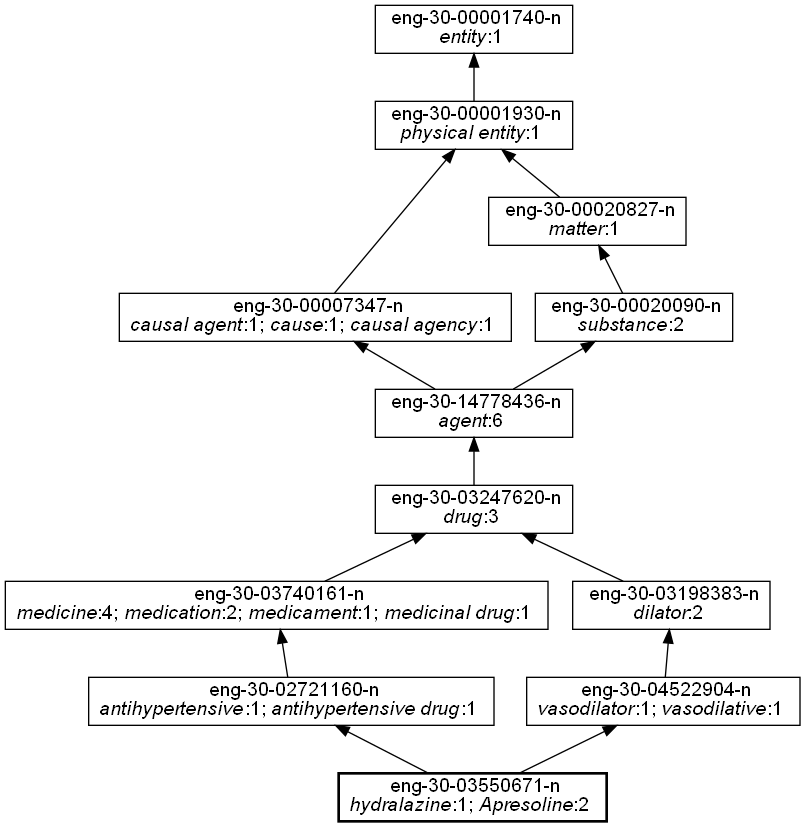 eng-30-00001740-n
entity:1
eng-30-00001930-n
physical entity:1
eng-30-00020827-n
matter:1
eng-30-00007347-n
causal agent:1; cause:1; causal agency:1
eng-30-00020090-n
substance:2
eng-30-14778436-n
agent:6
eng-30-03247620-n
drug:3
eng-30-03740161-n
medicine:4; medication:2; medicament:1; medicinal drug:1
eng-30-03198383-n
dilator:2
eng-30-02721160-n
antihypertensive:1; antihypertensive drug:1
eng-30-04522904-n
vasodilator:1; vasodilative:1
eng-30-03550671-n
hydralazine:1; Apresoline:2